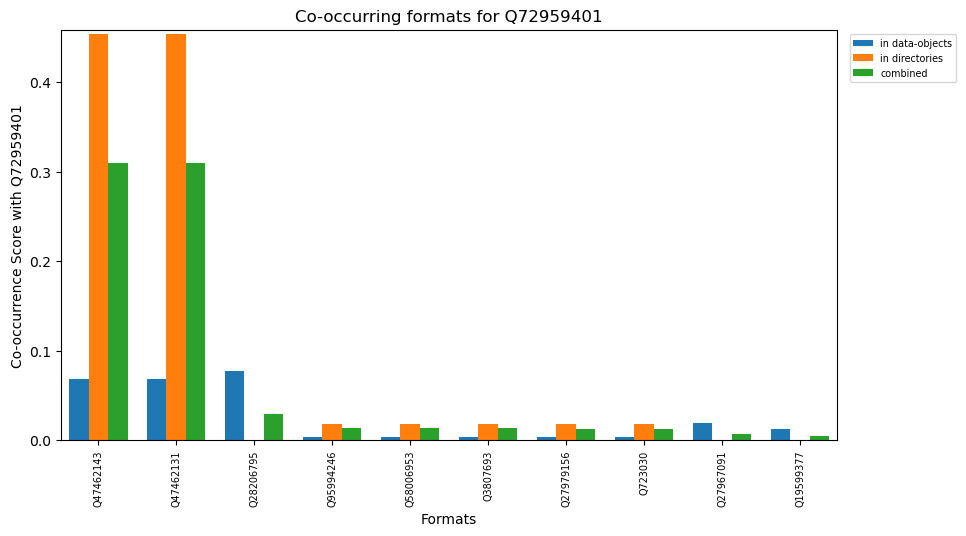 Co-occurring formats for Q72959401
in data-objects
in directories
combined
Co-occurrence Score with Q72959401
0.4
0.3
0.2
0.1
0.0
Q47462143
Q47462131
Q28206795
Q95994246
Q58006953
Q3807693
Q27979156
Q723030
Q27967091
Q19599377
Formats